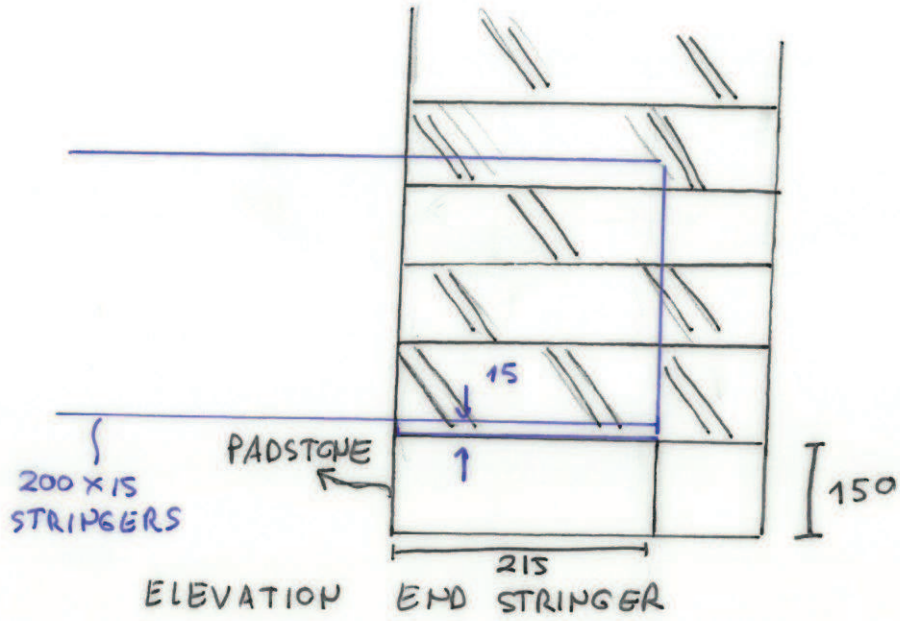 15
PADSTONE
200 X 15
STRINGERS
150
215
ELEVATION END STRINGER